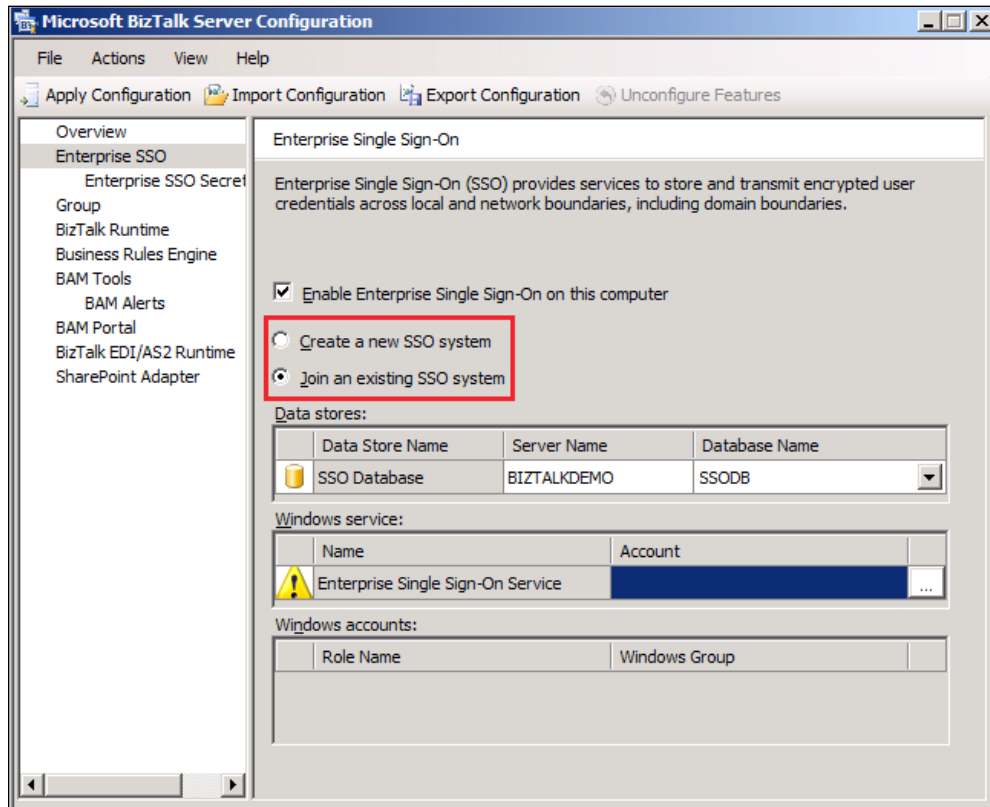 Microsoft BizTalk Server Configuration
File Actions View Help
Apply Configuration Import Configuration Export Configuration Unconfigure Features
Overview
Enterprise SSO
Enterprise SSO Secret
Group
BizTalk Runtime
Business Rules Engine
BAM Tools
BAM Alerts
BAM Portal
BizTalk EDI/AS2 Runtime
SharePoint Adapter
Enterprise Single Sign-On
Enterprise Single Sign-On (SSO) provides services to store and transmit encrypted user
credentials across local and network boundaries, including domain boundaries.
Enable Enterprise Single Sign-On on this computer
Create a new SSO system
Join an existing SSO system
Data stores:
Data Store Name Server Name Database Name
SSO Database BIZTALKDEMO SSODB
Windows service:
Name Account
Enterprise Single Sign-On Service ...
Windows accounts:
Role Name Windows Group